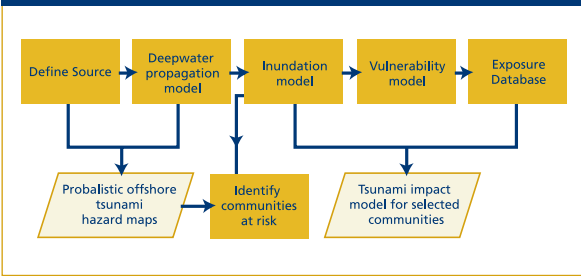 Define Source
Deepwater
propagation
model
Inundation
model
Vulnerability
model
Exposure
Database
Probalistic offshore
tsunami
hazard maps
Identify
communities
at risk
Tsunami impact
model for selected
communities